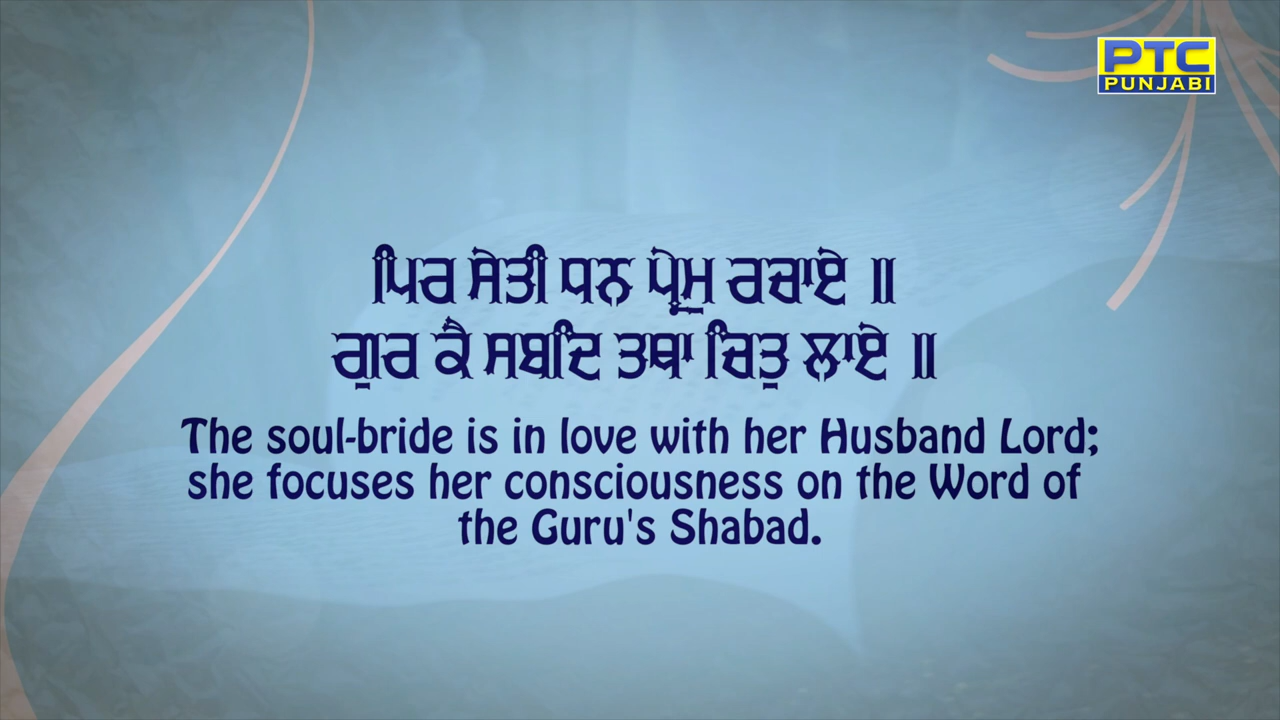 PTC
PUNJABI
ਪਿਰ ਸੇਤੀ ਧਨ ਪ੍ਰੇਮੁ ਰਚਾਏ ॥
ਗੁਰ ਕੈ ਸਬਦਿ ਤਥਾ ਚਿਤੁ ਲਾਏ ॥
The soul-bride is in love with her Husband Lord;
she focuses her consciousness on the Word of
the Guru's Shabad.